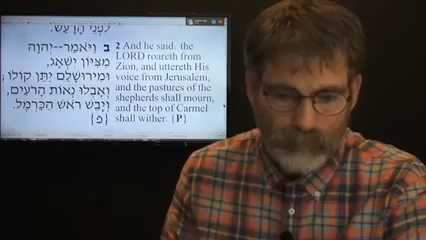 לִפְנֵי הָרָעַשׁ.
ב וַיֹּאמַר--יְהוָה
מִצִּיּוֹן יִשְׁאָג,
וּמִירוּשָׁלִַם יִתֵּן קוֹלוֹ;
וְאָבְלוּ נְאוֹת הָרֹעִים,
וְיָבֵשׁ רֹאשׁ הַכַּרְמֶל.
{פ}
2 And he said: the
LORD roareth from
Zion, and uttereth His
voice from Jerusalem,
and the pastures of the
shepherds shall mourn,
and the top of Carmel
shall wither. {P}